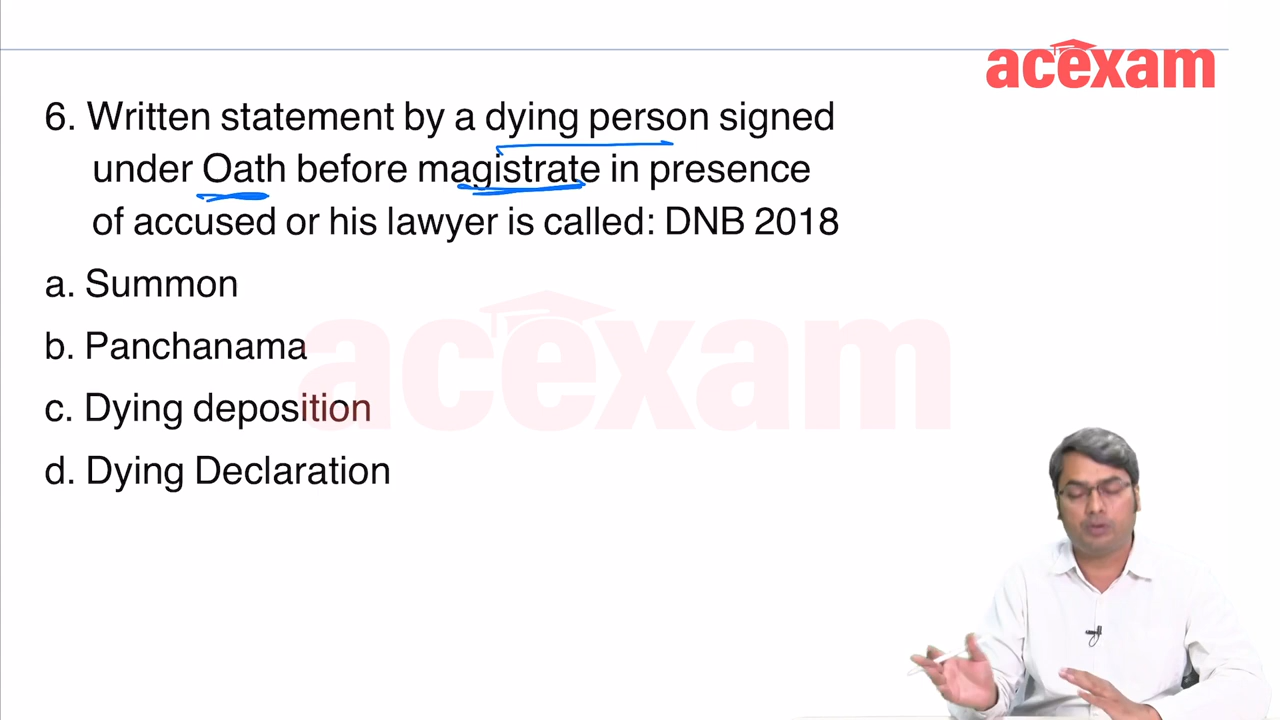 acexam
6. Written statement by a dying person signed
under Oath before magistrate in presence
of accused or his lawyer is called: DNB 2018
a. Summon
b. Panchanama
c. Dying deposition
d. Dying Declaration
acexam